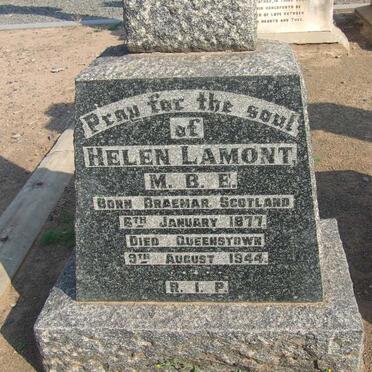 Pray for the soul
of
HELEN LAMONT,
M. B. E.
BORN BRAEMAR, SCOTLAND
6TH JANUARY 1877
DIED QUEENSTOWN
9TH AUGUST 1944.
R. I. P.